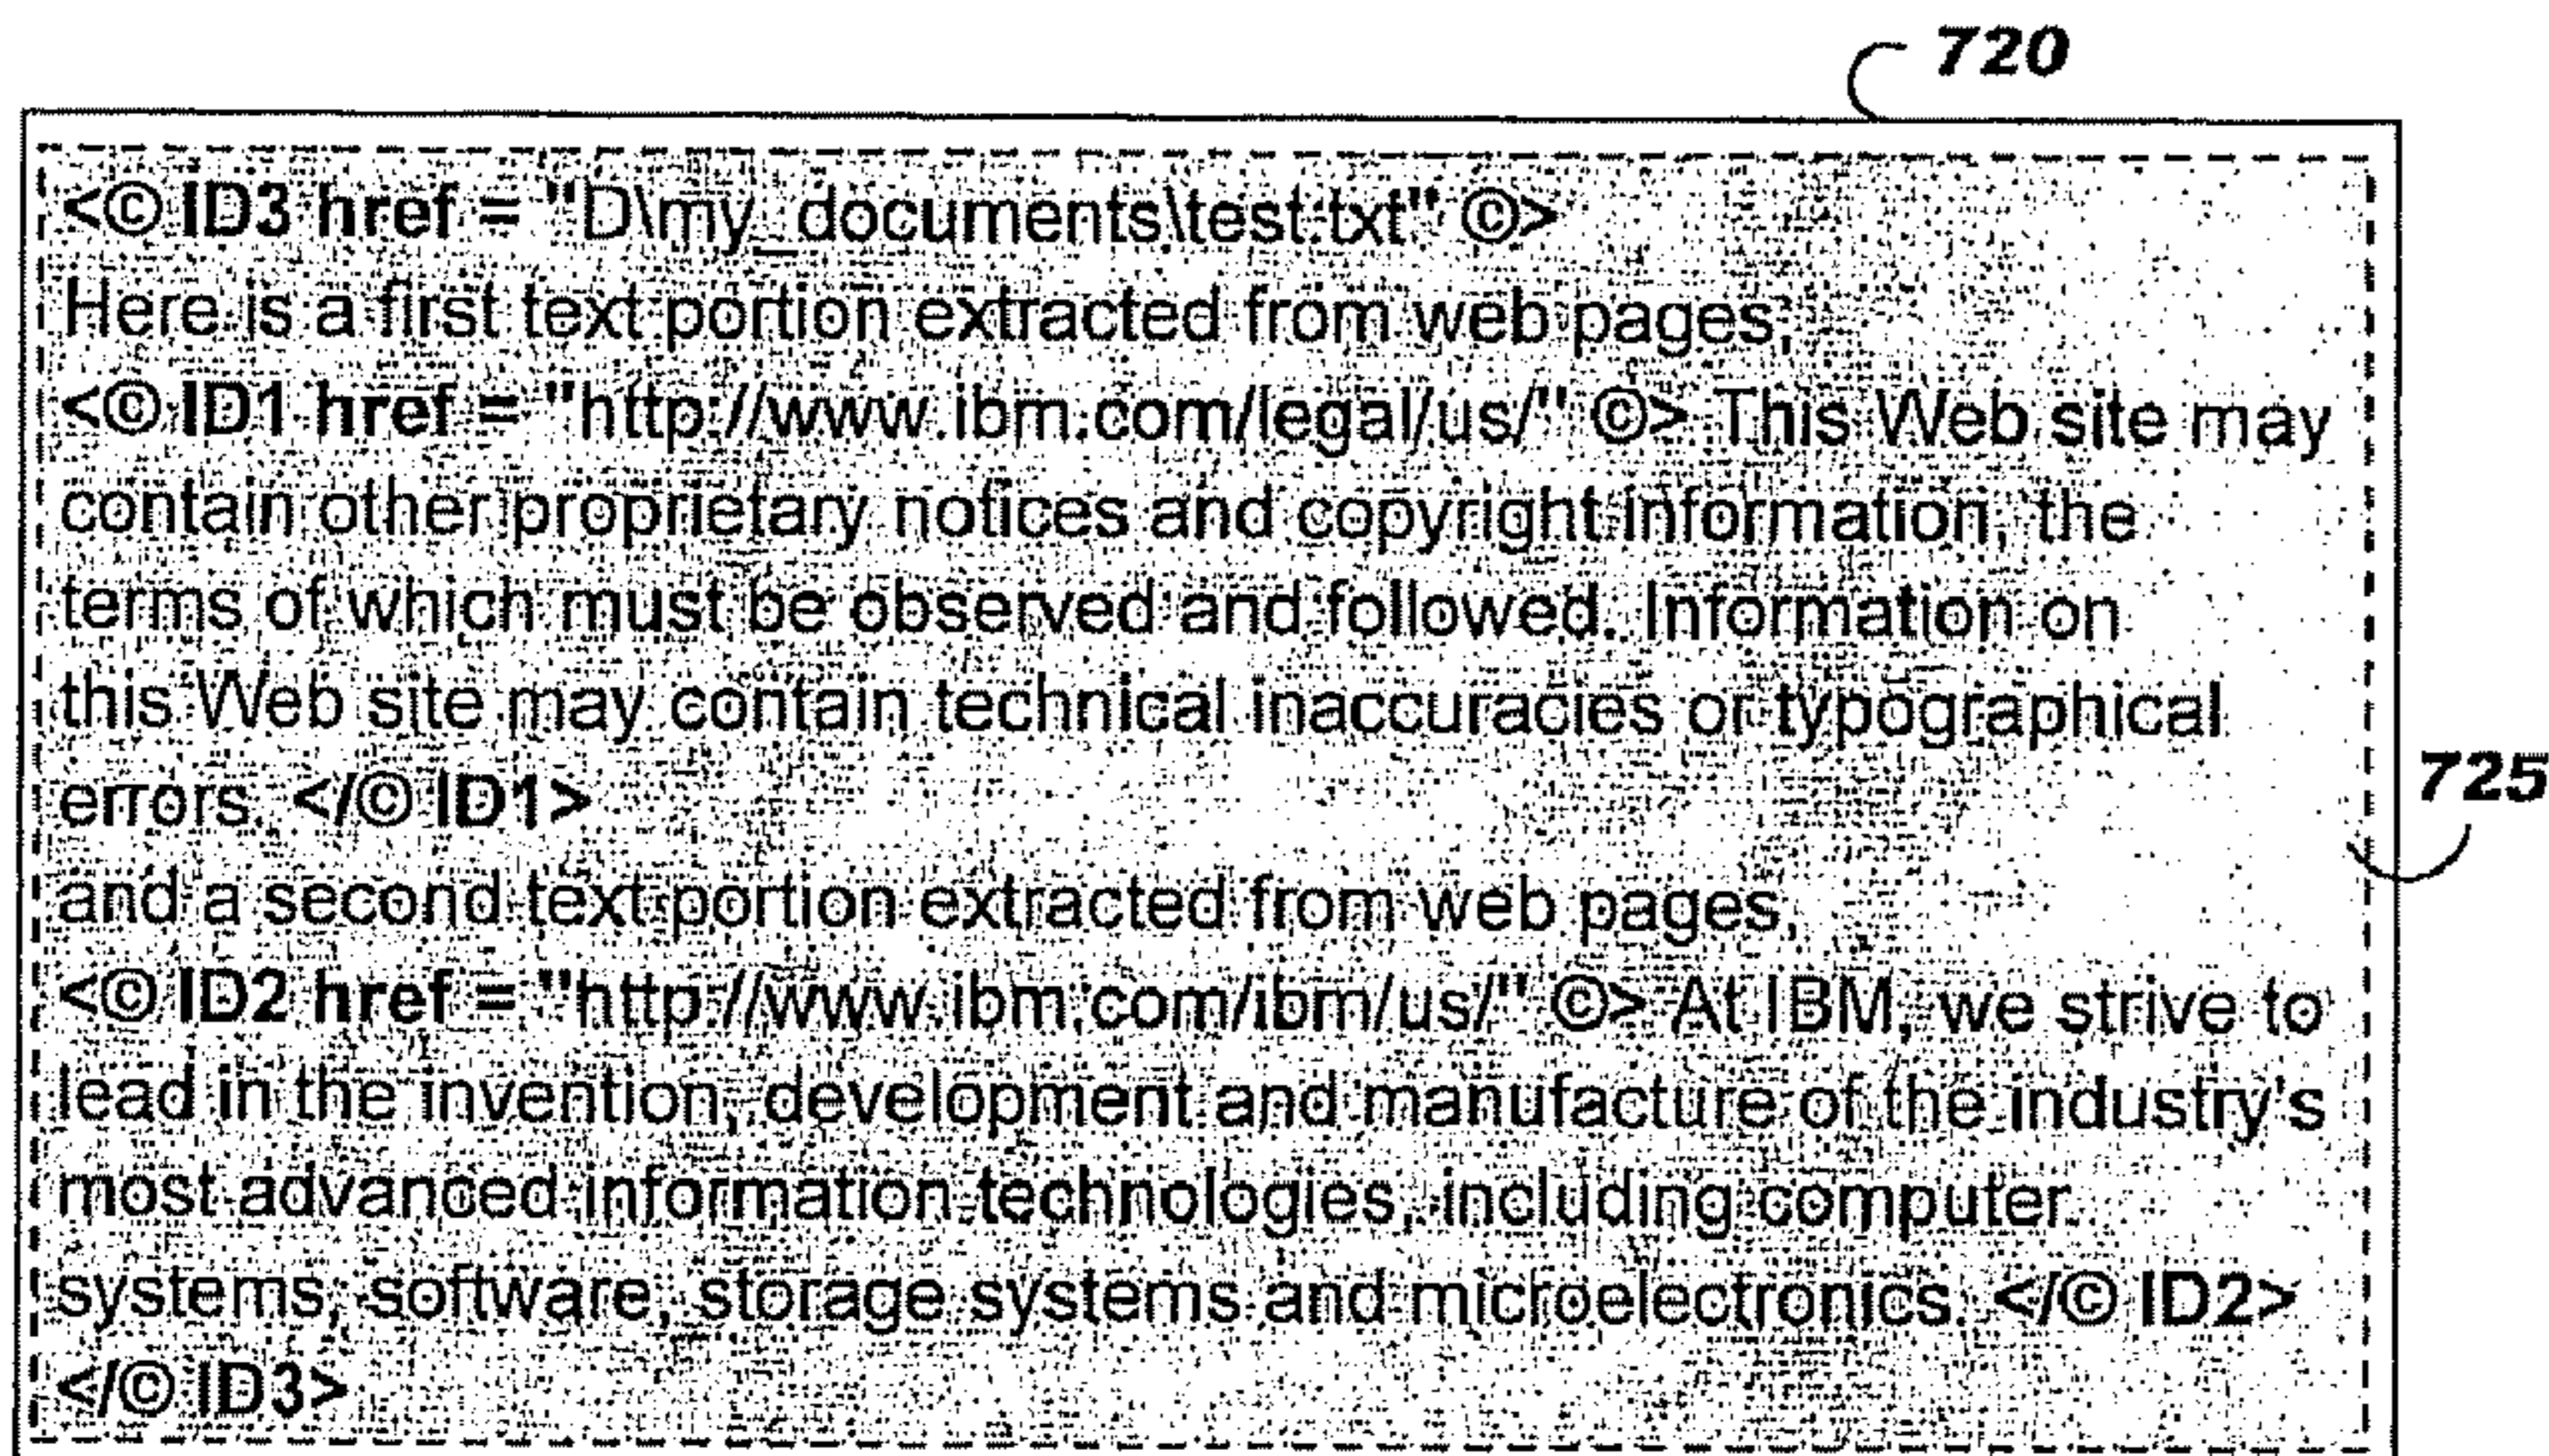 720
<© ID3 href = "D\my_documents\test.txt" ©>
Here is a first text portion extracted from web pages,
<© ID1 href = "http://www.ibm.com/legal/us/" ©> This Web site may
contain other proprietary notices and copyright information, the
terms of which must be observed and followed. Information on
this Web site may contain technical inaccuracies or typographical
errors. </© ID1>
725
and a second text portion extracted from web pages,
<© ID2 href = "http://www.ibm.com/ibm/us/" ©> At IBM, we strive to
lead in the invention, development and manufacture of the industry's
most advanced information technologies, including computer
systems, software, storage systems and microelectronics. </© ID2>
</© ID3>